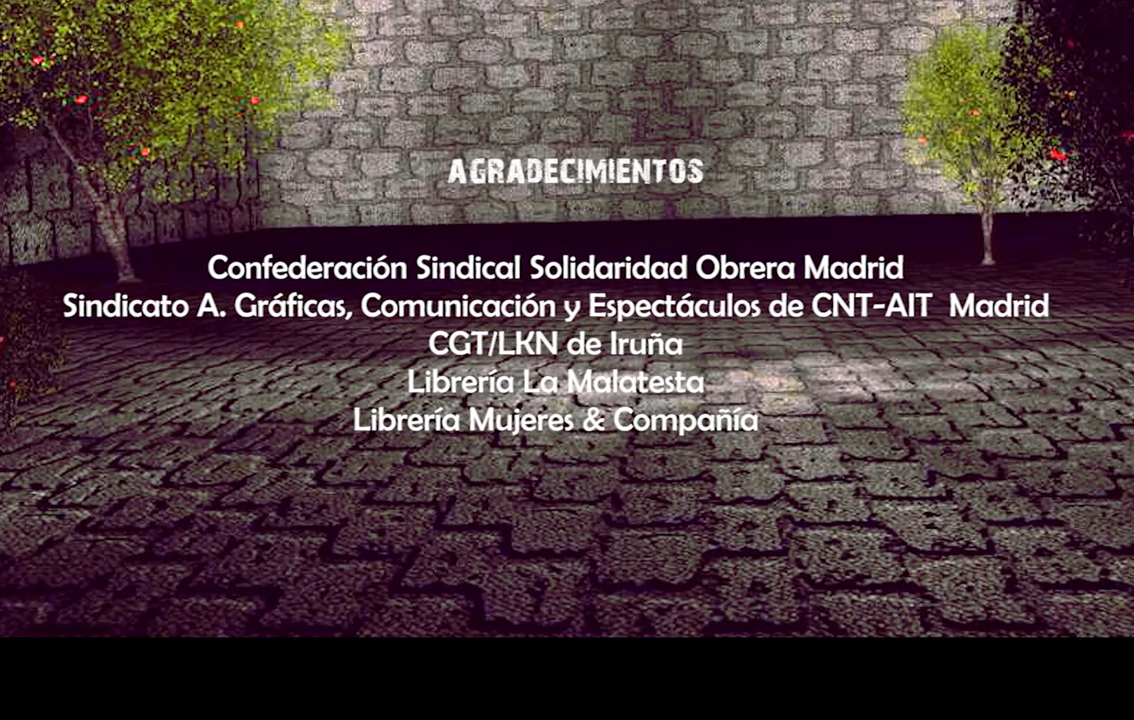 AGRADECIMIENTOS
Confederación Sindical Solidaridad Obrera Madrid
Sindicato A. Gráficas, Comunicación y Espectáculos de CNT-AIT Madrid
CGT/LKN de Iruña
Librería La Malatesta
Librería Mujeres & Compañía